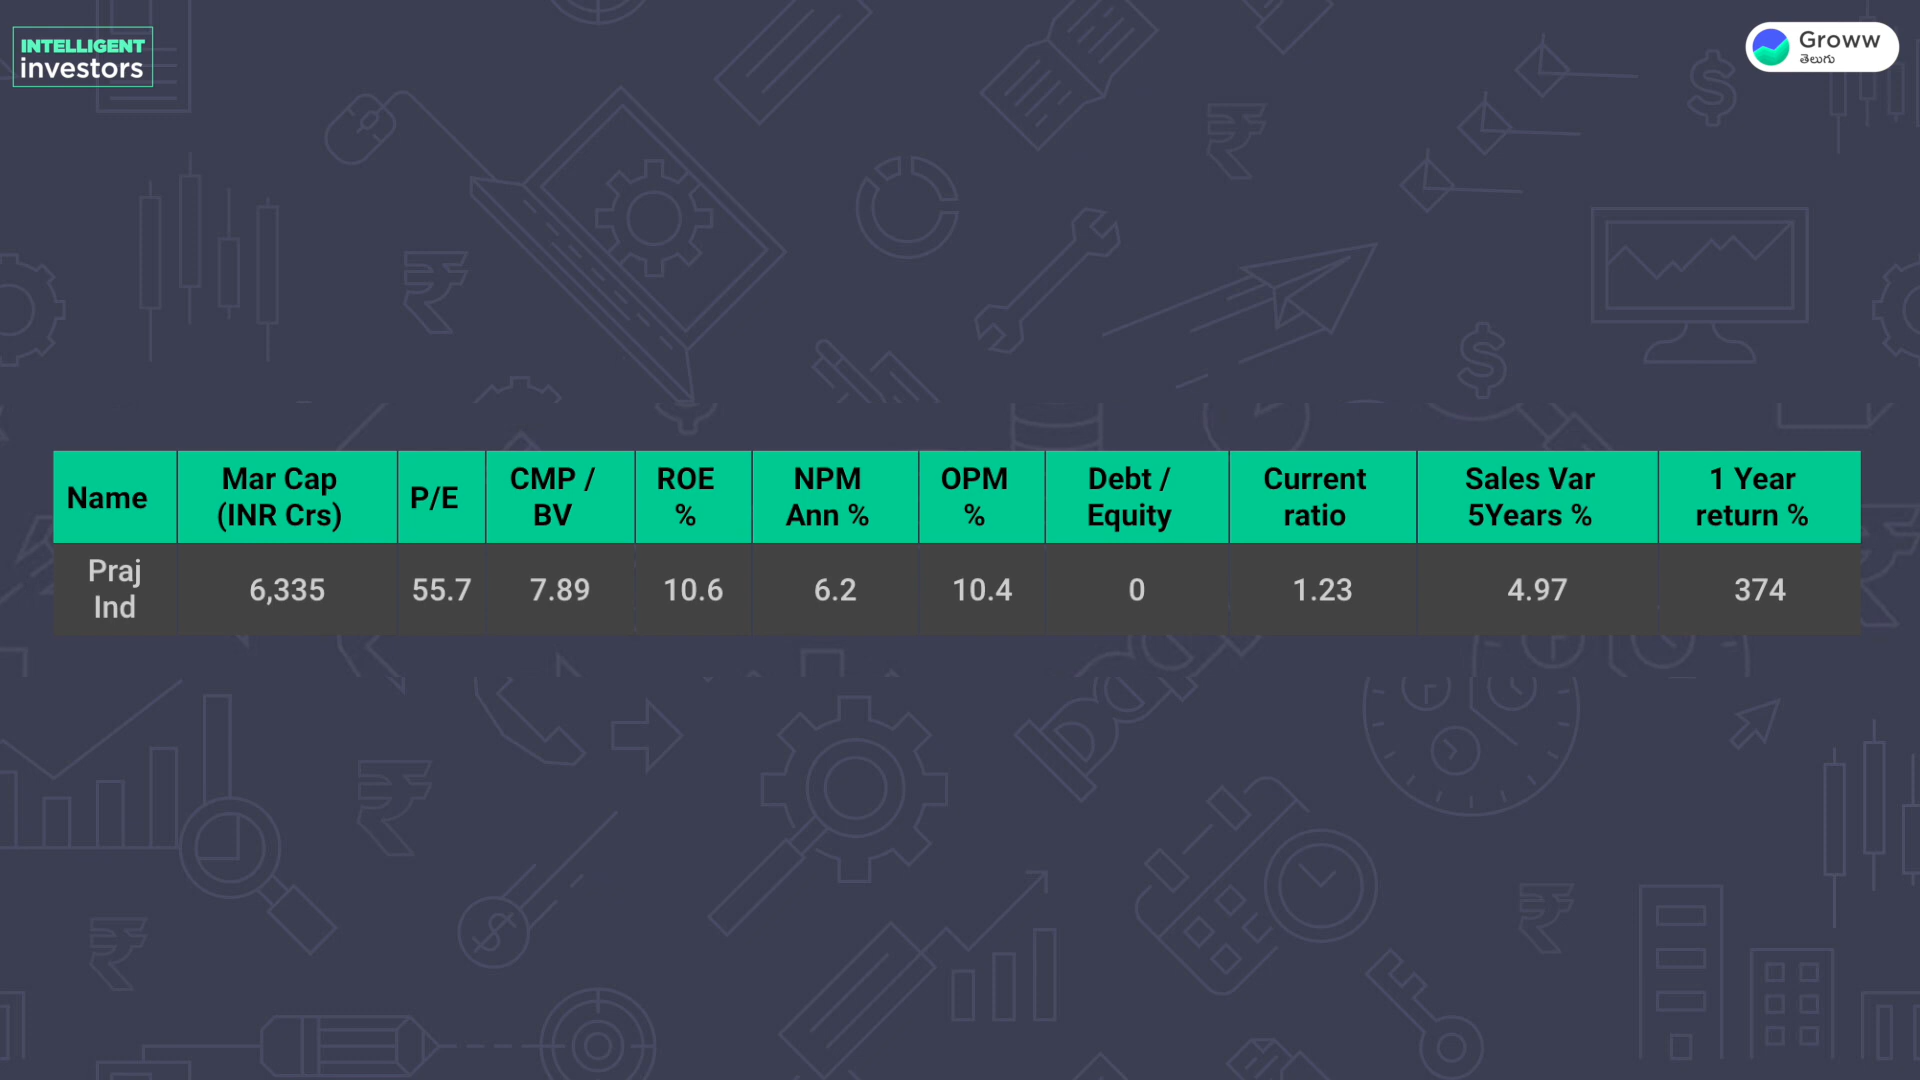 INTELLIGENT
investors
Groww
తెలుగు
Name
Mar Cap
(INR Crs)
P/E
CMP /
BV
ROE
%
NPM
Ann %
OPM
%
Debt /
Equity
Current
ratio
Sales Var
5Years %
1 Year
return %
Praj
Ind
6,335
55.7
7.89
10.6
6.2
10.4
0
1.23
4.97
374